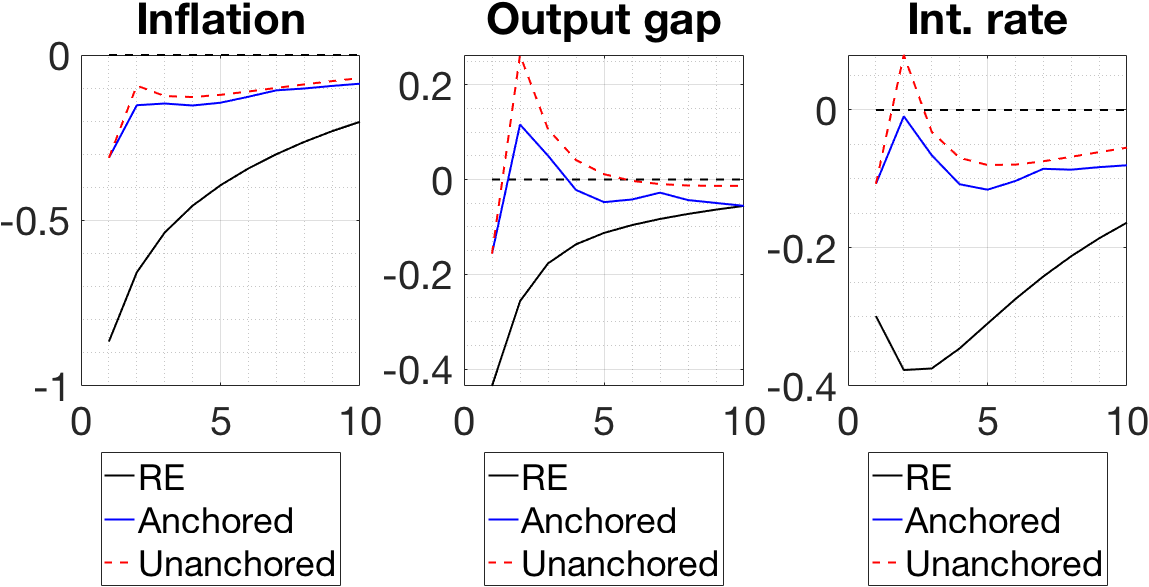 Inflation
0
-0.5
-1
0 5 10
RE
Anchored
Unanchored
Output gap
0.2
0
-0.2
-0.4
0 5 10
RE
Anchored
Unanchored
Int. rate
0
-0.2
-0.4
0 5 10
RE
Anchored
Unanchored